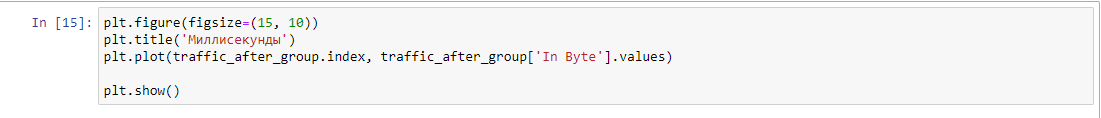 In [15]: plt.figure(figsize=(15, 10))
plt.title('Миллисекунды')
plt.plot(traffic_after_group.index, traffic_after_group['In Byte'].values)
plt.show()